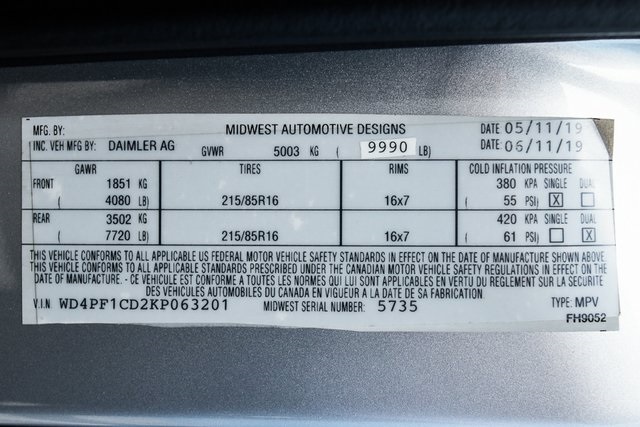 MFG. BY: MIDWEST AUTOMOTIVE DESIGNS DATE 05/11/19
INC. VEH MFG BY: DAIMLER AG DATE 06/11/19
GVWR 5003 KG ( 9990 LB)
GAWR TIRES RIMS COLD INFLATION PRESSURE
FRONT 1851 KG 380 KPA SINGLE DUAL
( 4080 LB) 215/85R16 16x7 ( 55 PSI) X
REAR 3502 KG 420 KPA SINGLE DUAL
( 7720 LB) 215/85R16 16x7 ( 61 PSI) X
THIS VEHICLE CONFORMS TO ALL APPLICABLE US FEDERAL MOTOR VEHICLE SAFETY STANDARDS IN EFFECT ON THE DATE OF MANUFACTURE SHOWN ABOVE.
THIS VEHICLE CONFORMS TO ALL APPLICABLE STANDARDS PRESCRIBED UNDER THE CANADIAN MOTOR VEHICLE SAFETY REGULATIONS IN EFFECT ON THE
DATE OF MANUFACTURE. - CE VEHICULE EST CONFORME A TOUTES LES NORMES QUI LUI SONT APPLICABLES EN VERTU DU REGLEMENT SUR LA SECURITE
DES VEHICULES AUTOMOBILES DU CANADA EN VIGUEUR A LA DATE DE SA FABRICATION
V.I.N. WD4PF1CD2KP063201 MIDWEST SERIAL NUMBER: 5735 TYPE: MPV
FH9052